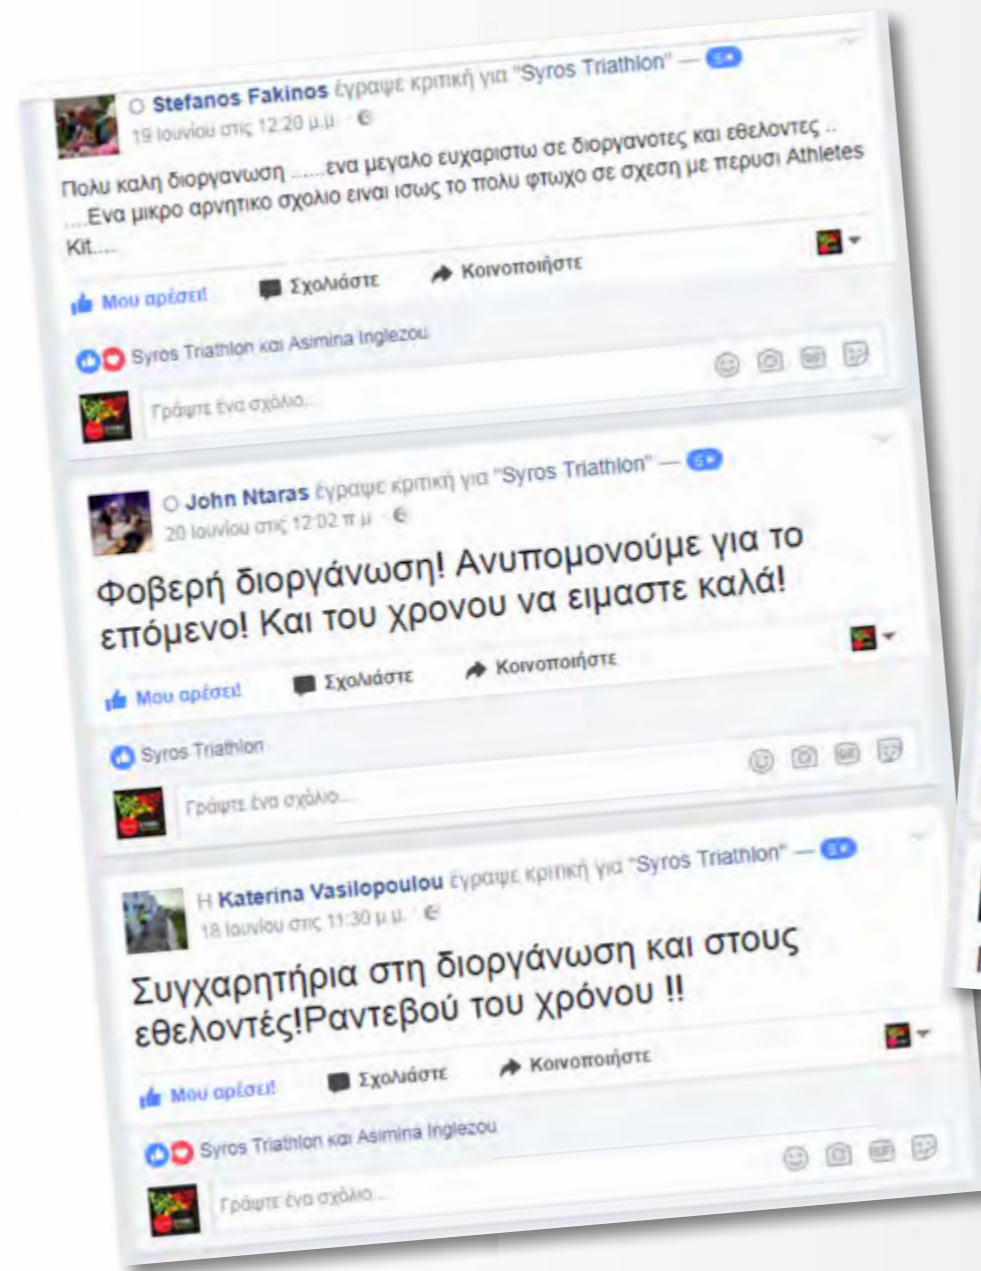 Ο Stefanos Fakinos έγραψε κριτική για "Syros Triathlon" — 5★
19 Ιουνίου στις 12:20 μ.μ. ·
Πολυ καλη διοργανωση ......ενα μεγαλο ευχαριστω σε διοργανοτες και εθελοντες ..
....Ενα μικρο αρνητικο σχολιο ειναι ισως το πολυ φτωχο σε σχεση με περυσι Athletes
Kit....
Μου αρέσει! Σχολιάστε Κοινοποιήστε
Syros Triathlon και Asimina Inglezou
Γράψτε ένα σχόλιο...
Ο John Ntaras έγραψε κριτική για "Syros Triathlon" — 5★
20 Ιουνίου στις 12:02 π.μ. ·
Φοβερή διοργάνωση! Ανυπομονούμε για το
επόμενο! Και του χρονου να ειμαστε καλά!
Μου αρέσει! Σχολιάστε Κοινοποιήστε
Syros Triathlon
Γράψτε ένα σχόλιο...
Η Katerina Vasilopoulou έγραψε κριτική για "Syros Triathlon" — 5★
18 Ιουνίου στις 11:30 μ.μ. ·
Συγχαρητήρια στη διοργάνωση και στους
εθελοντές!Ραντεβού του χρόνου !!
Μου αρέσει! Σχολιάστε Κοινοποιήστε
Syros Triathlon και Asimina Inglezou
Γράψτε ένα σχόλιο...